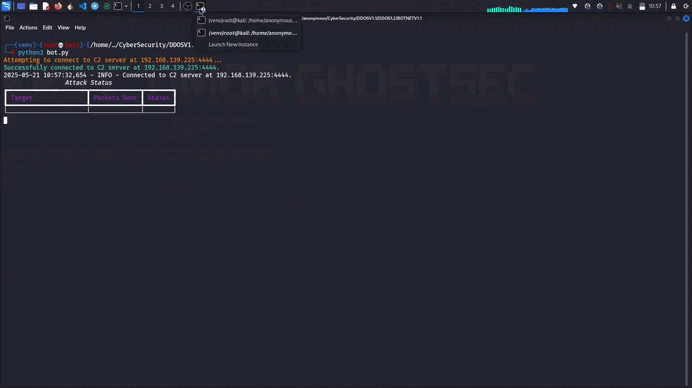 1 2 3 4
10:57
(venv)root@kali: /home/anonymous...
(venv)root@kali: /home/anonym...
Launch New Instance
anonymous/CyberSecurity/DDOSV1.1/DDOSV1.1/BOTNETV1.1
File Actions Edit View Help
(venv)-(root kali)-[/home/…/CyberSecurity/DDOSV1.
python3 bot.py
Attempting to connect to C2 server at 192.168.139.225:4444...
Successfully connected to C2 server at 192.168.139.225:4444.
2025-05-21 10:57:32,654 - INFO - Connected to C2 server at 192.168.139.225:4444.
Attack Status
Target Packets Sent Status